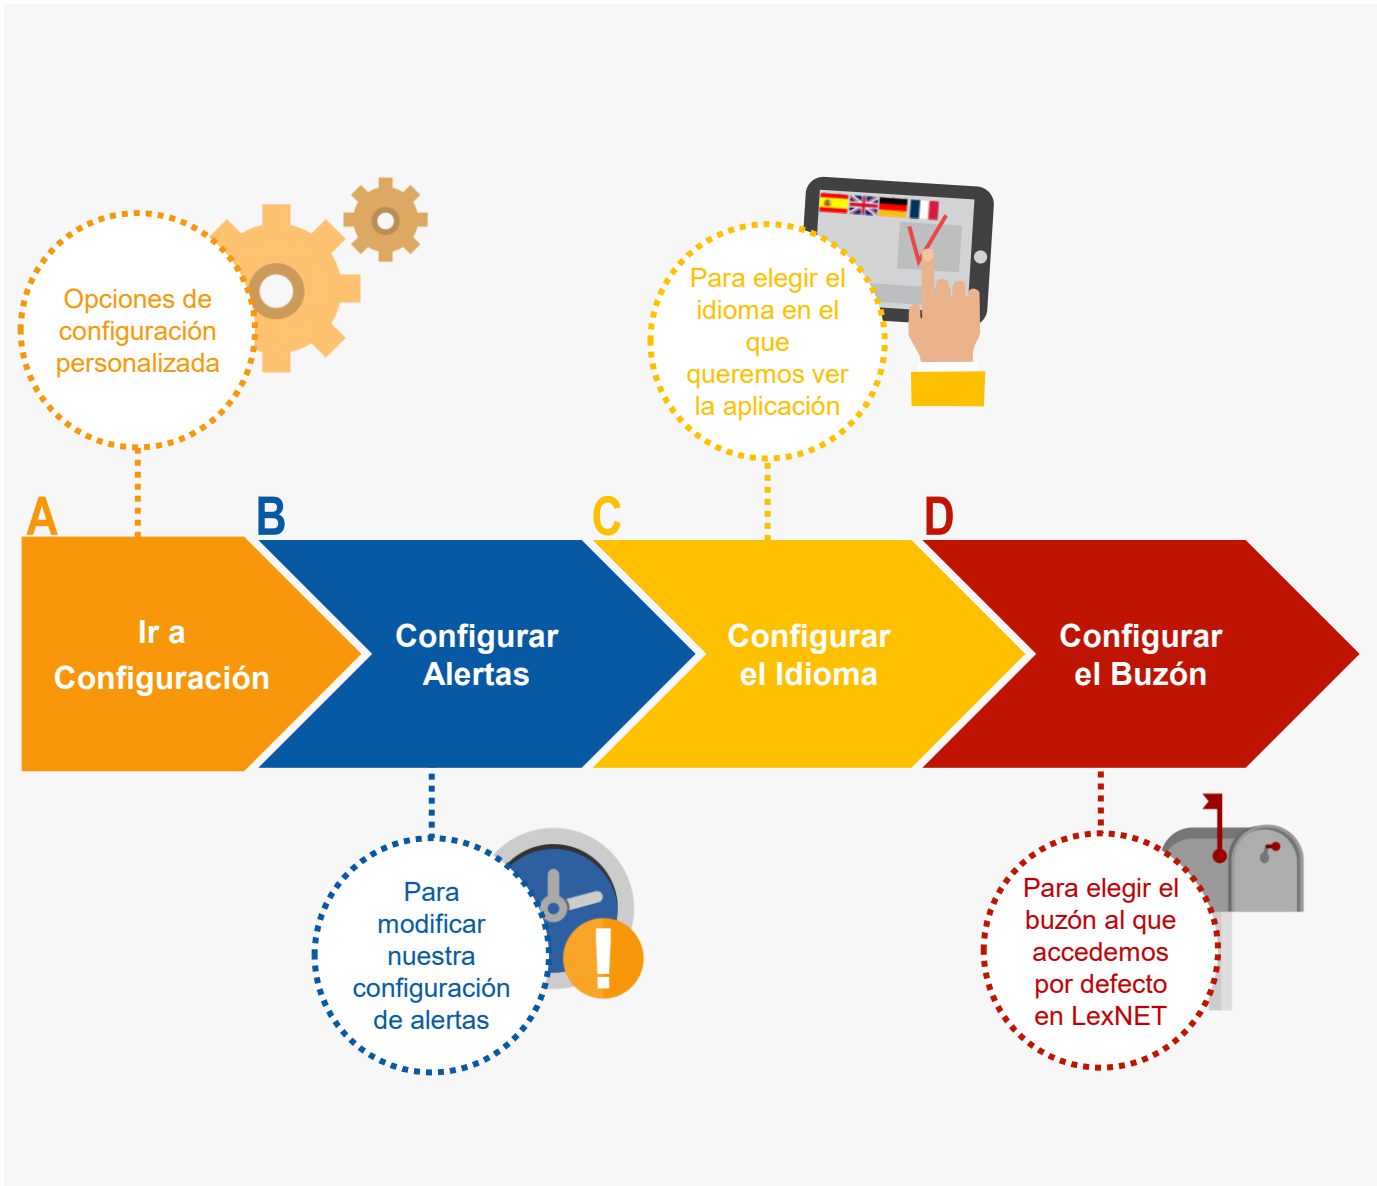 Opciones de
configuración
personalizada
Para elegir el
idioma en el
que
queremos ver
la aplicación
A
B
C
D
Ir a
Configuración
Configurar
Alertas
Configurar
el Idioma
Configurar
el Buzón
Para
modificar
nuestra
configuración
de alertas
Para elegir el
buzón al que
accedemos
por defecto
en LexNET